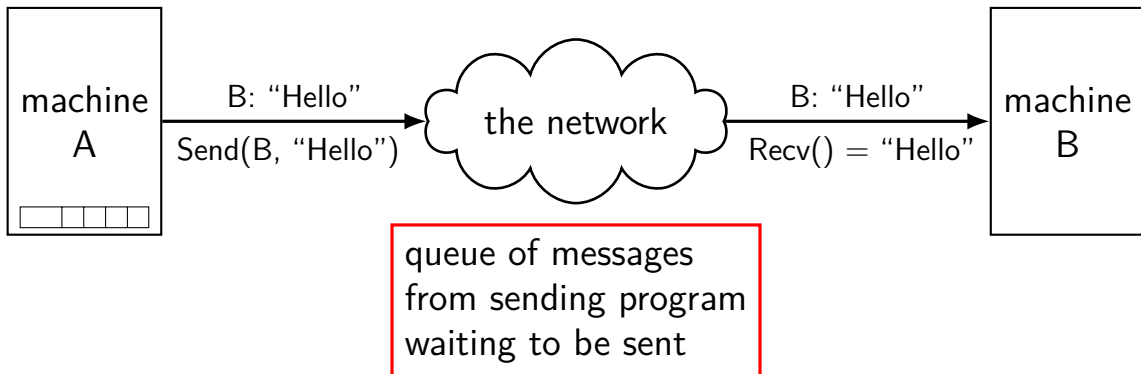 machine
A
B: “Hello”
Send(B, “Hello”)
the network
B: “Hello”
Recv() = “Hello”
machine
B
queue of messages
from sending program
waiting to be sent